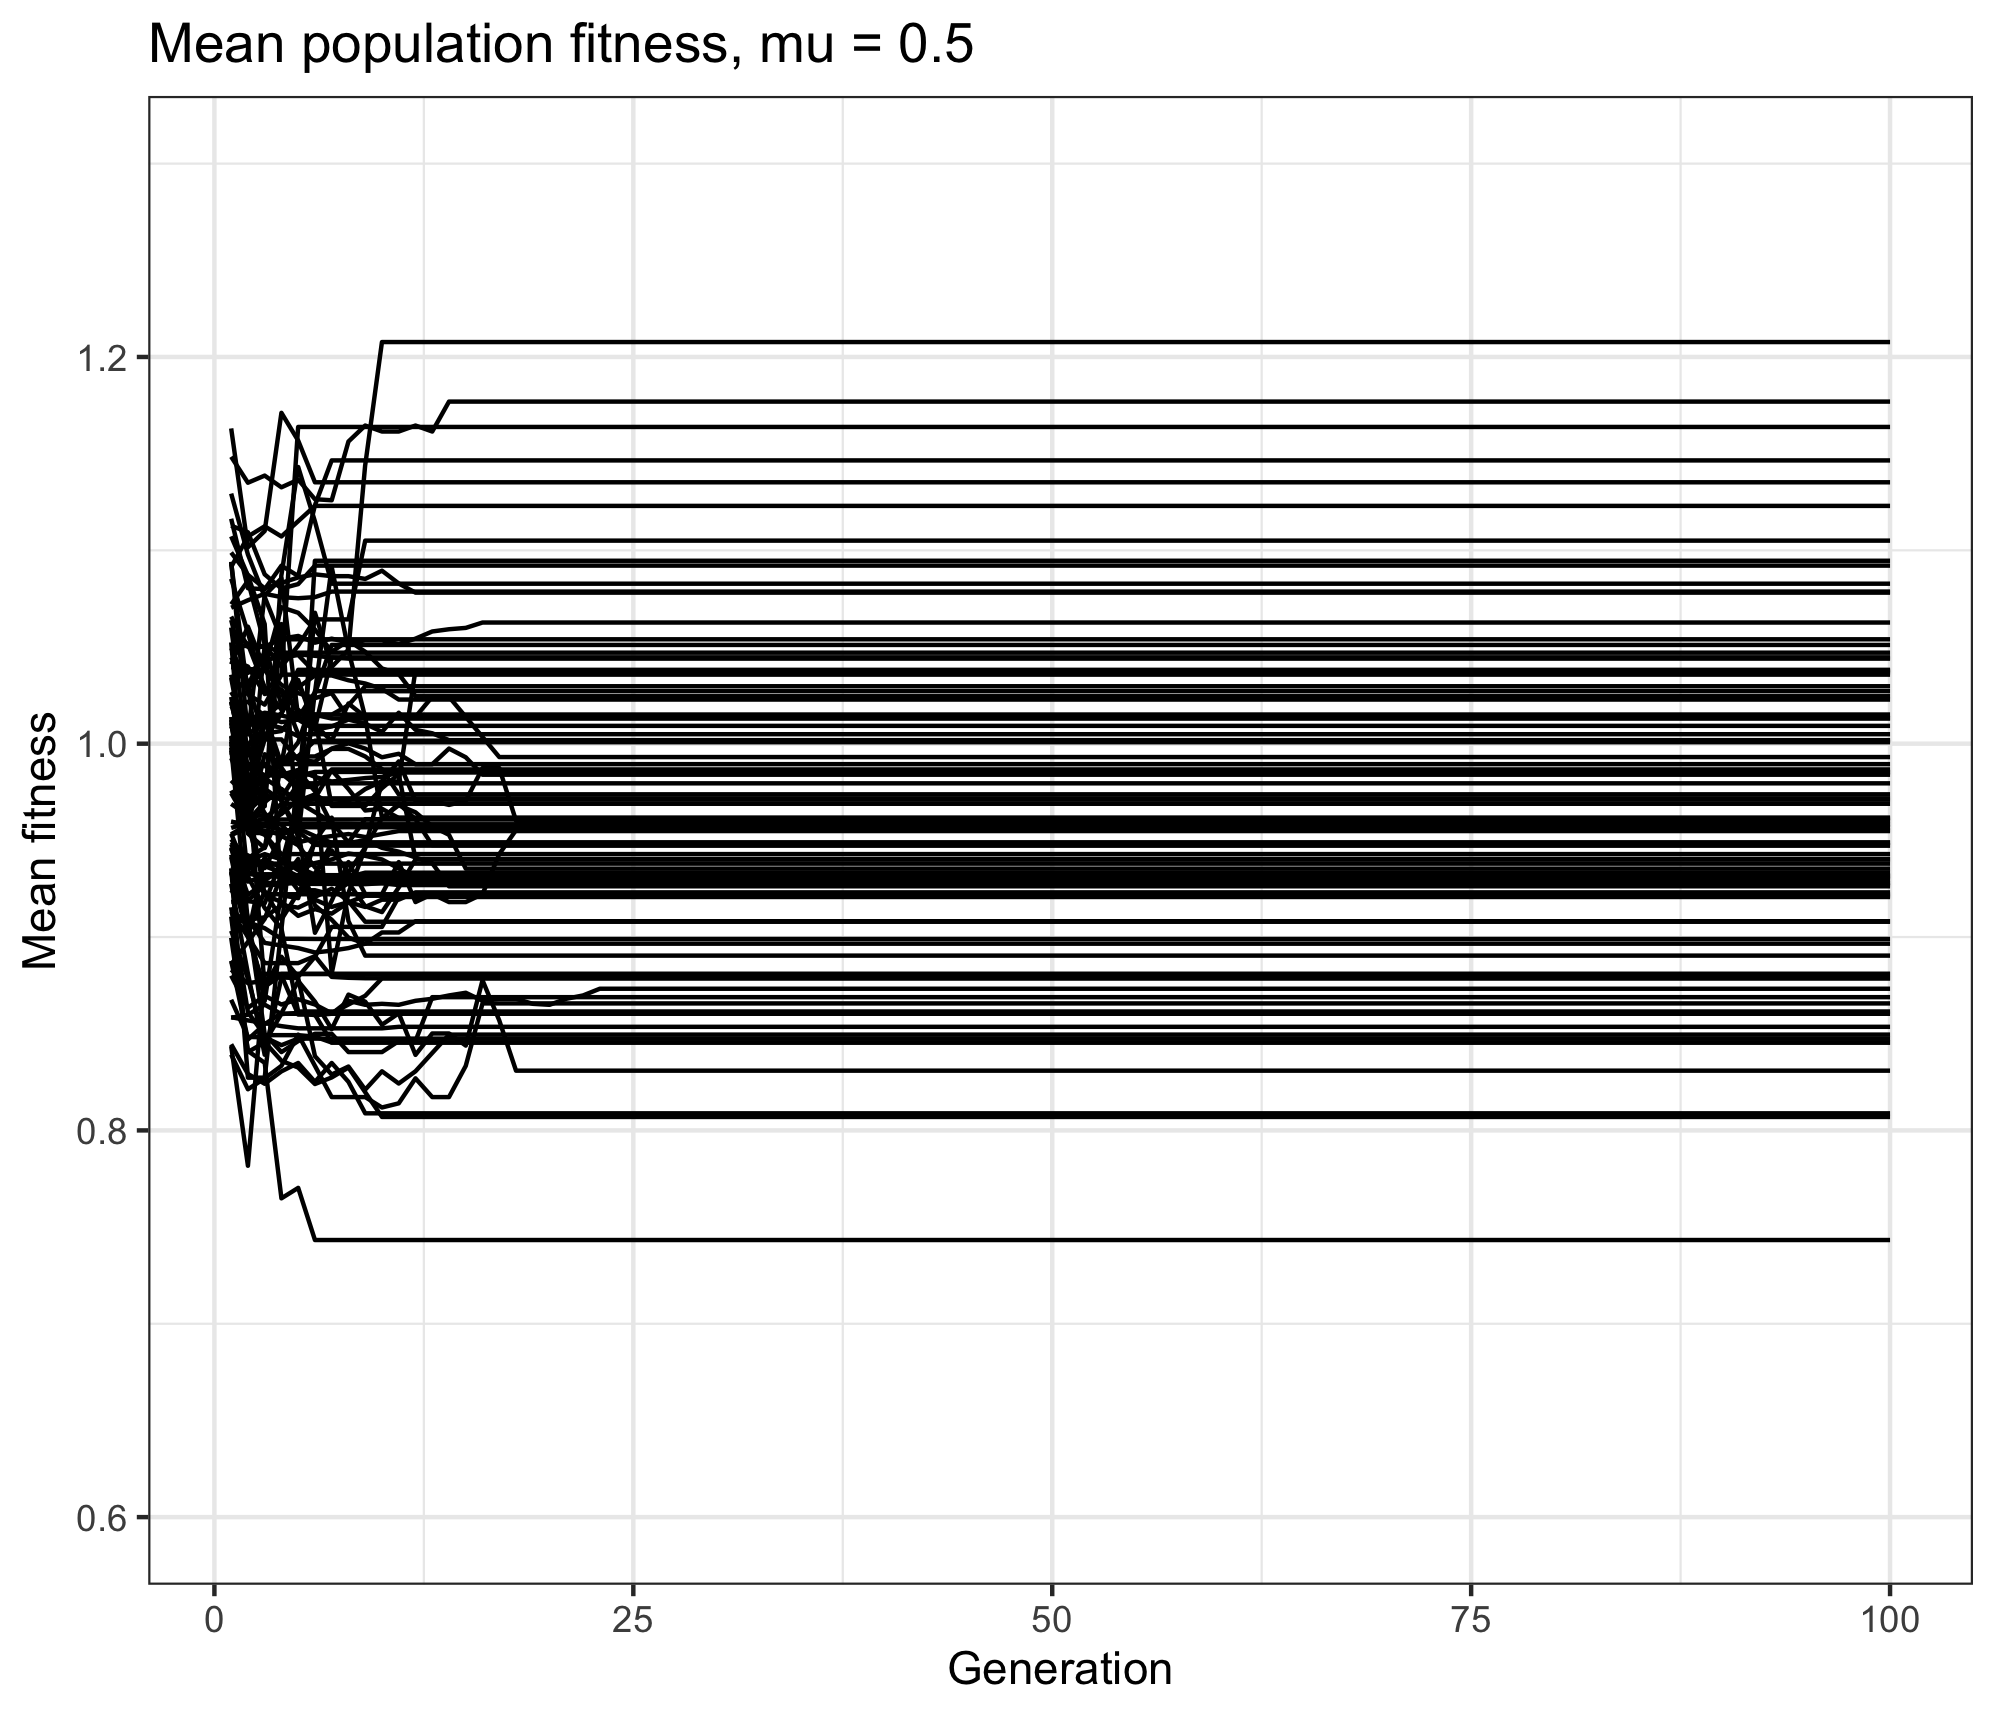 Mean population fitness, mu = 0.5
Mean fitness
1.2
1.0
0.8
0.6
0 25 50 75 100
Generation